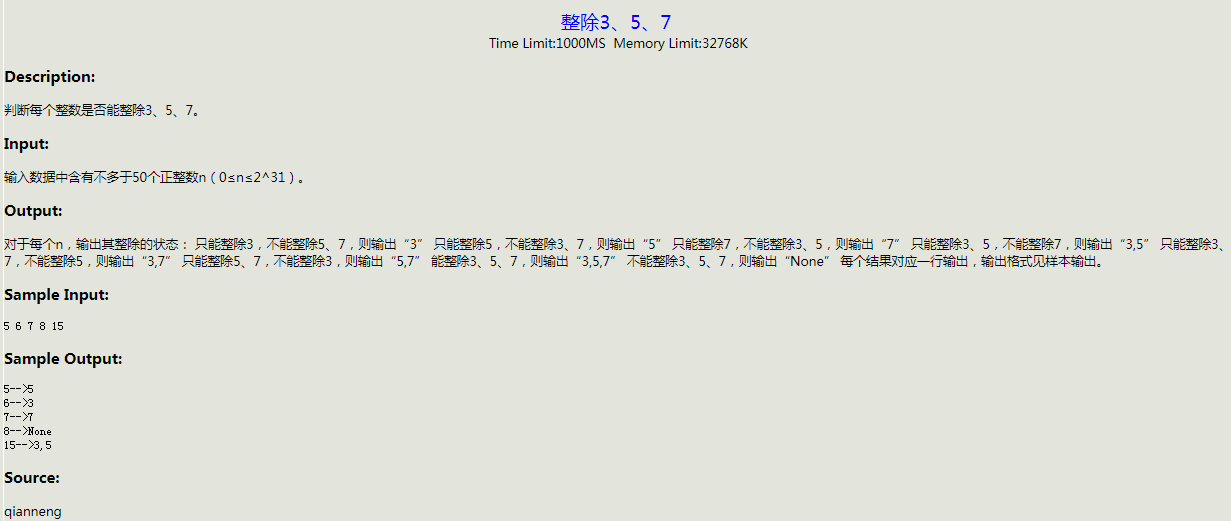 整除3、5、7
Time Limit:1000MS Memory Limit:32768K
Description:
判断每个整数是否能整除3、5、7。
Input:
输入数据中含有不多于50个正整数n（0≤n≤2^31）。
Output:
对于每个n，输出其整除的状态： 只能整除3，不能整除5、7，则输出“3” 只能整除5，不能整除3、7，则输出“5” 只能整除7，不能整除3、5，则输出“7” 只能整除3、5，不能整除7，则输出“3,5” 只能整除3、
7，不能整除5，则输出“3,7” 只能整除5、7，不能整除3，则输出“5,7” 能整除3、5、7，则输出“3,5,7” 不能整除3、5、7，则输出“None” 每个结果对应一行输出，输出格式见样本输出。
Sample Input:
5 6 7 8 15
Sample Output:
5-->5
6-->3
7-->7
8-->None
15-->3,5
Source:
qianneng